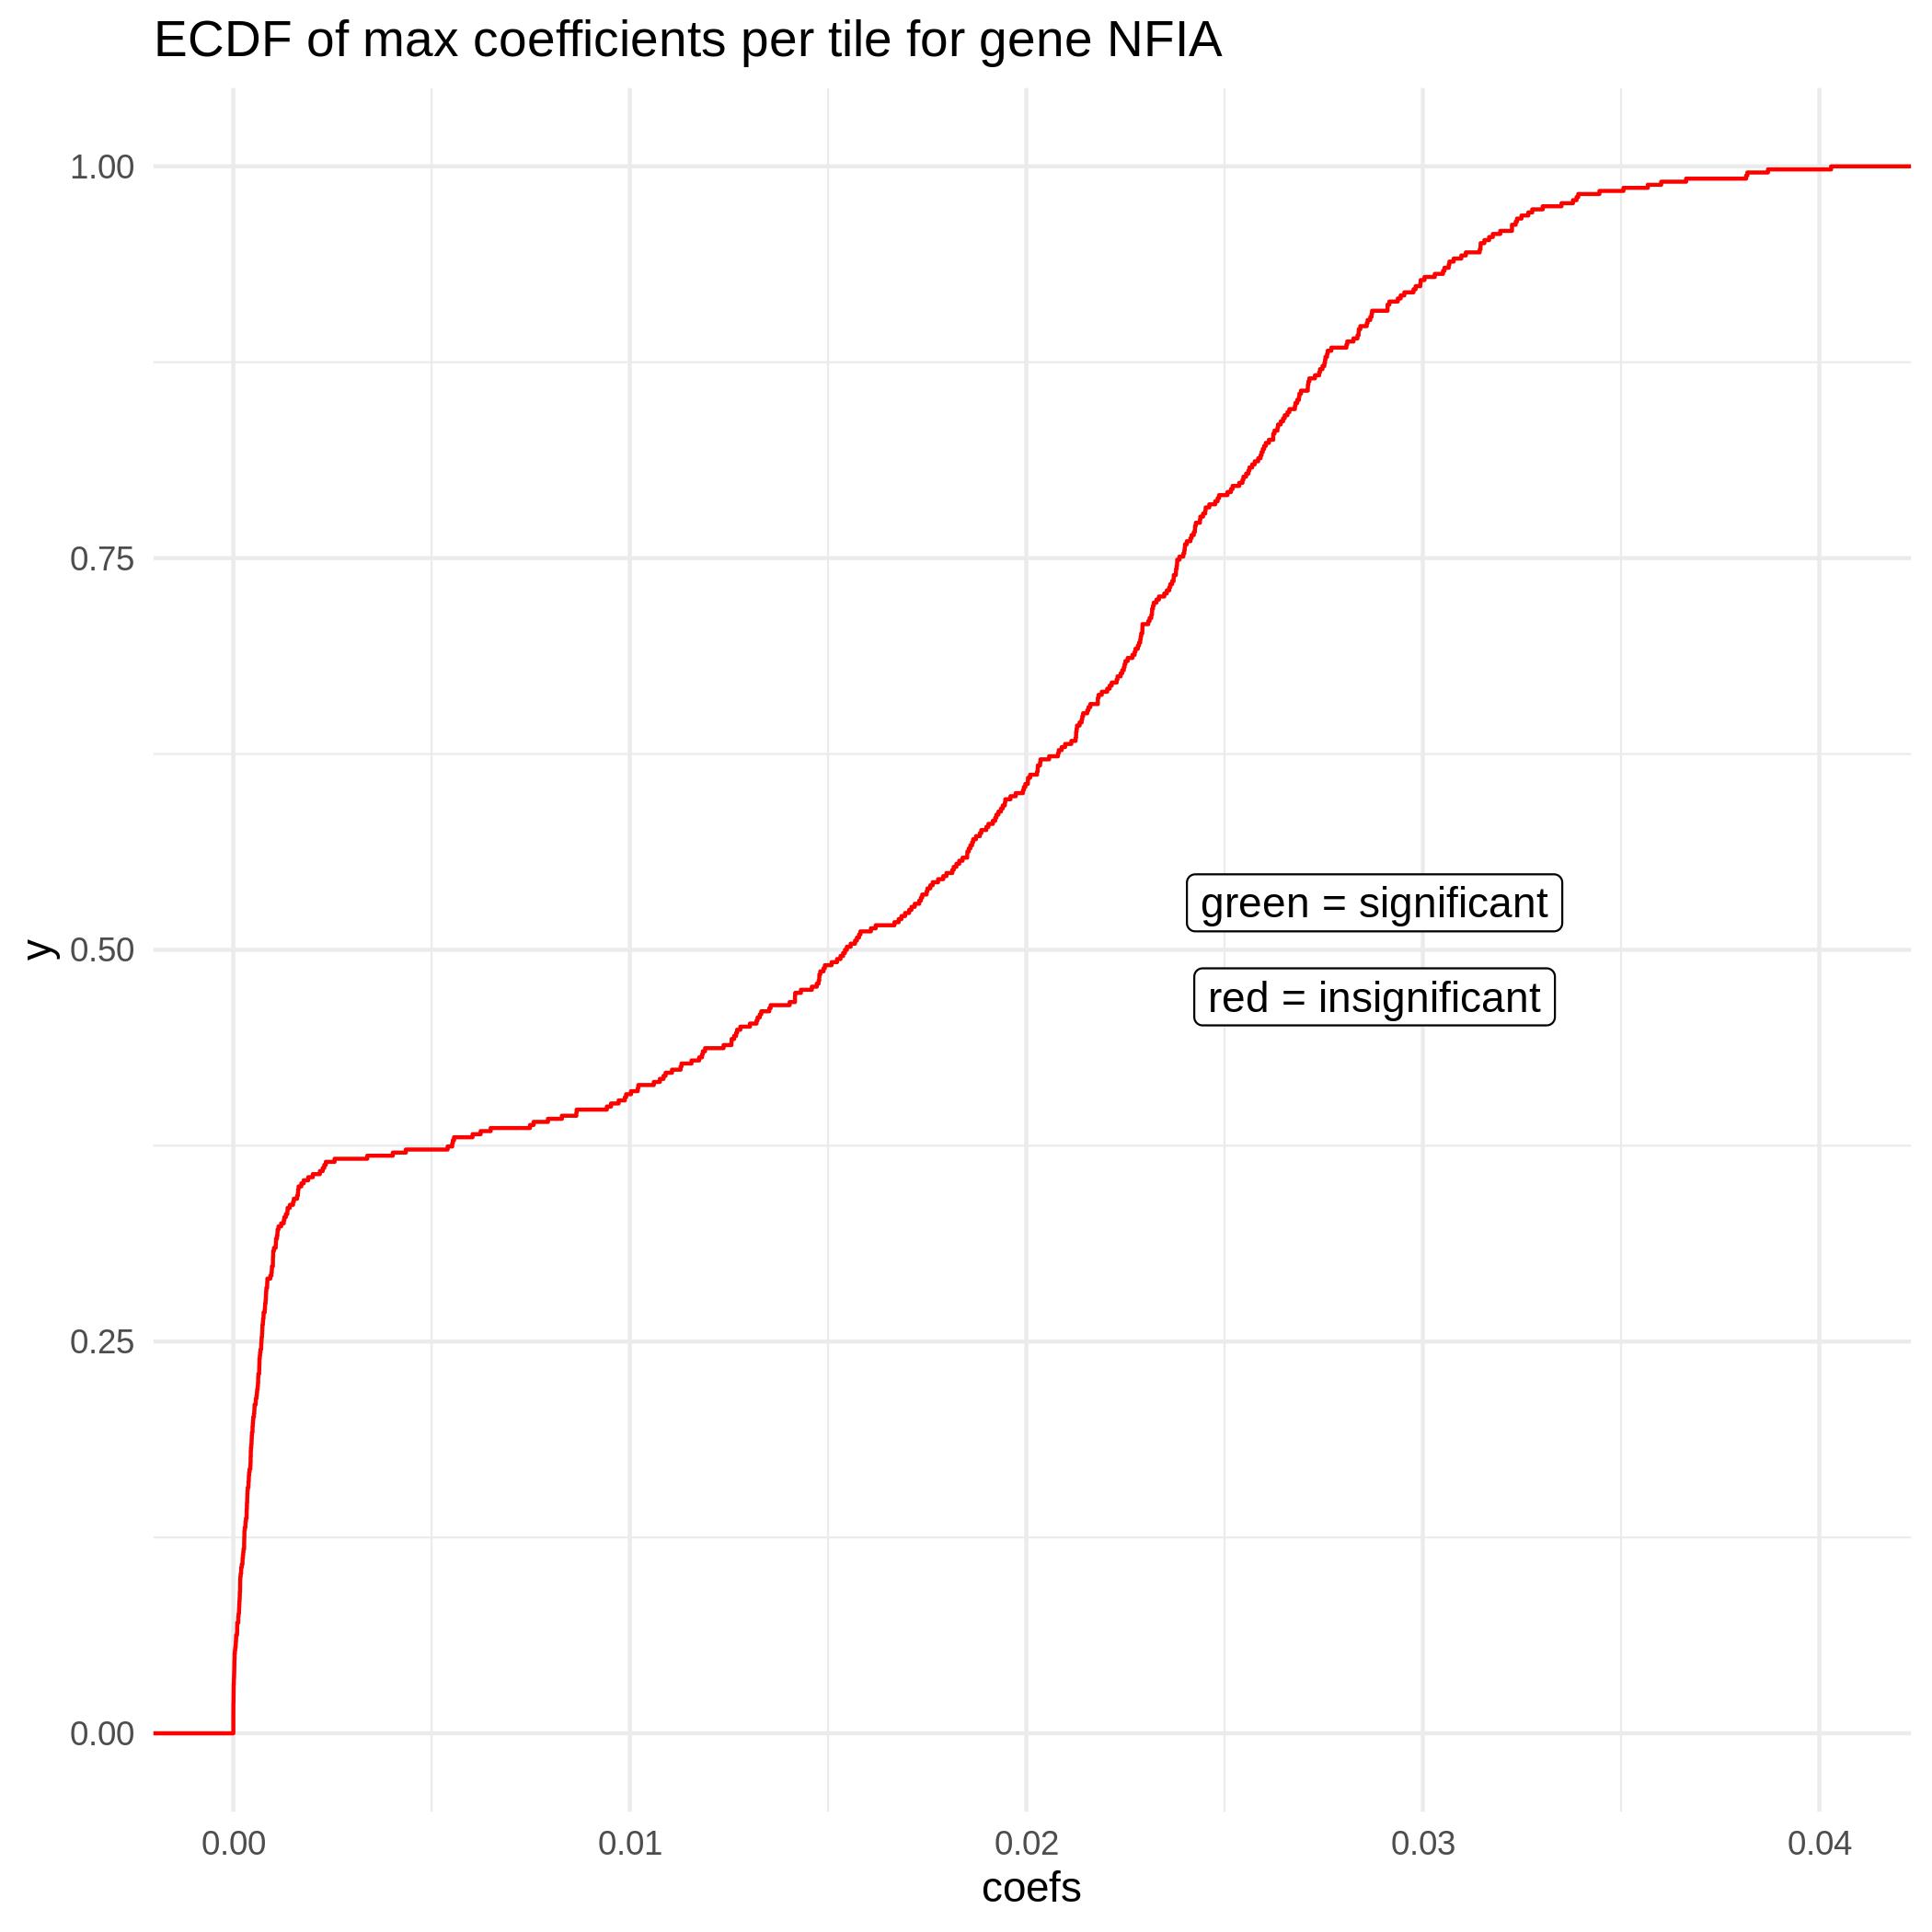 ECDF of max coefficients per tile for gene NFIA
1.00
0.75
0.50
0.25
0.00
y
green = significant
red = insignificant
0.00 0.01 0.02 0.03 0.04
coefs